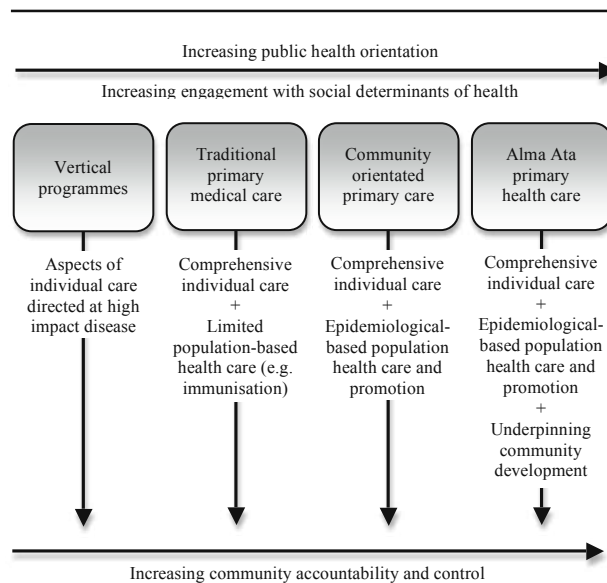 Increasing public health orientation
Increasing engagement with social determinants of health
Vertical
programmes
Traditional
primary
medical care
Community
orientated
primary care
Alma Ata
primary
health care
Aspects of
individual care
directed at high
impact disease
Comprehensive
individual care
+
Limited
population-based
health care (e.g.
immunisation)
Comprehensive
individual care
+
Epidemiological-
based population
health care and
promotion
Comprehensive
individual care
+
Epidemiological-
based population
health care and
promotion
+
Underpinning
community
development
Increasing community accountability and control